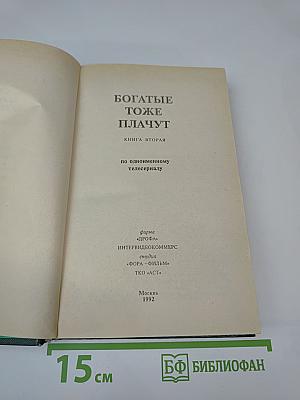 БОГАТЫЕ
ТОЖЕ
ПЛАЧУТ
КНИГА ВТОРАЯ
по одноименному
телесериалу
фирма
«ДРОФА»
ИНТЕРВИДЕОКОММЕРС
студия
«ФОРА-ФИЛЬМ»
ТКО «АСТ»
Москва
1992
15 см
БФ БИБЛИОФАН